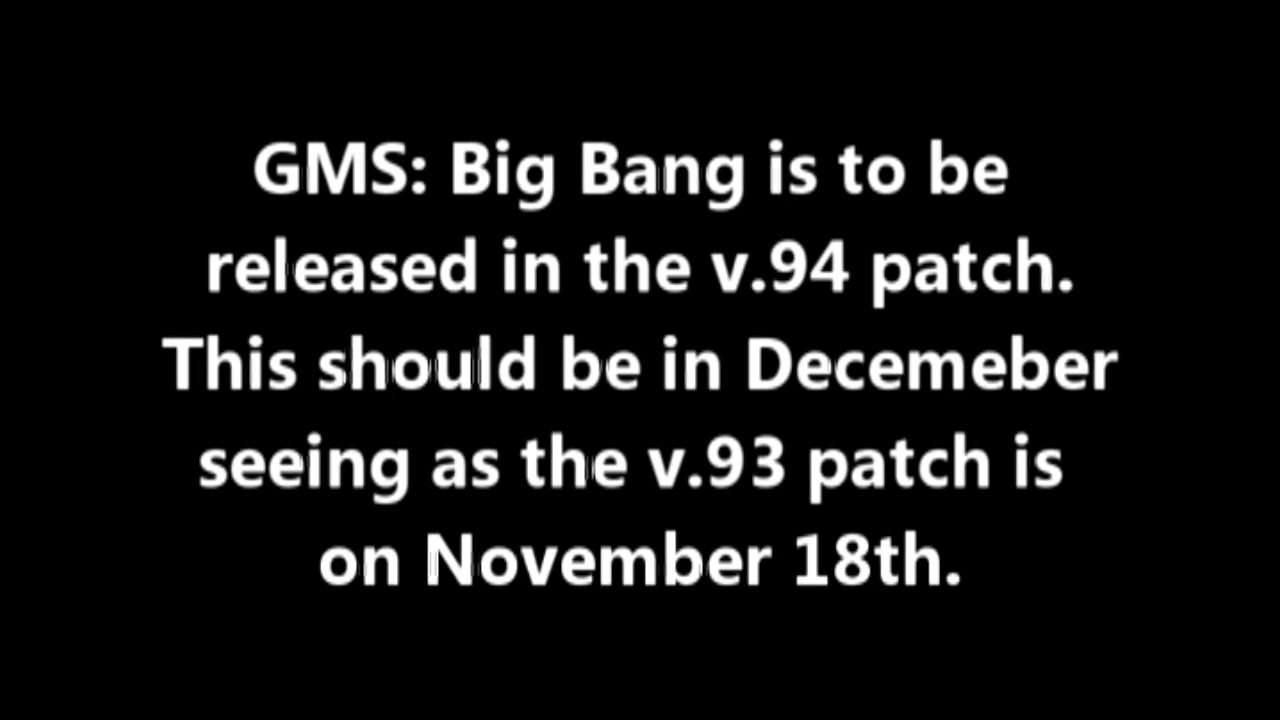 GMS: Big Bang is to be
released in the v.94 patch.
This should be in Decemeber
seeing as the v.93 patch is
on November 18th.